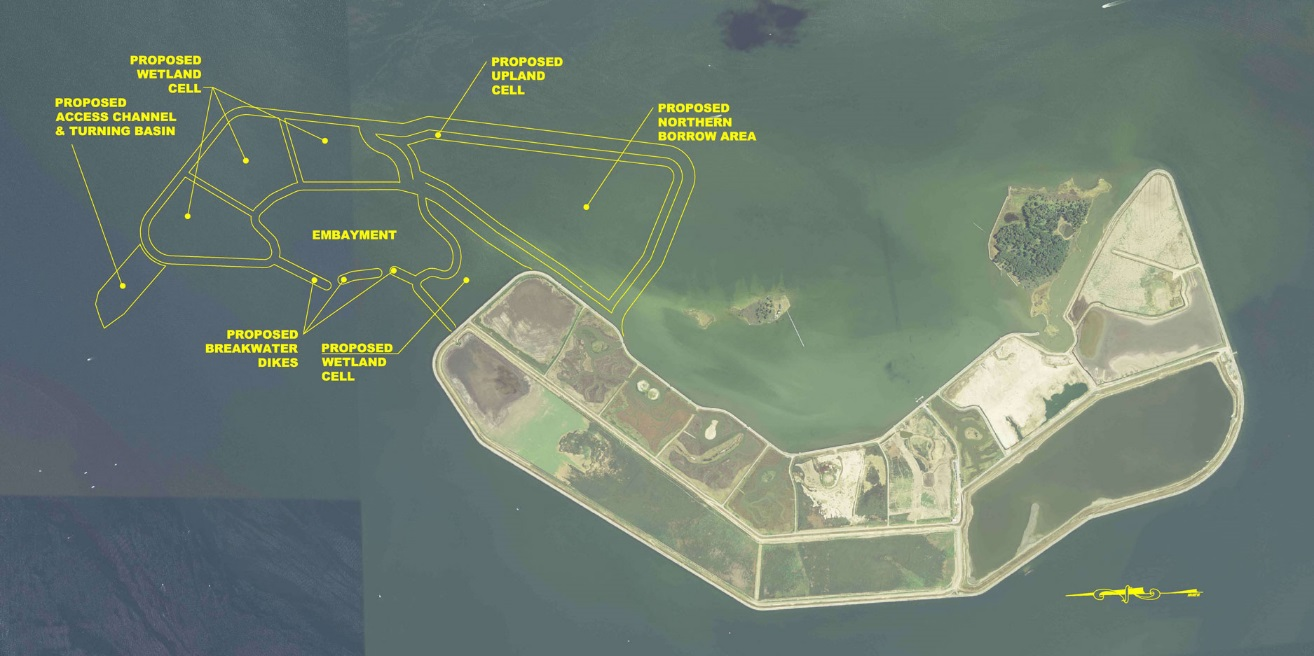 PROPOSED
WETLAND
CELL
PROPOSED
UPLAND
CELL
PROPOSED
ACCESS CHANNEL
& TURNING BASIN
PROPOSED
NORTHERN
BORROW AREA
EMBAYMENT
PROPOSED
BREAKWATER
DIKES
PROPOSED
WETLAND
CELL